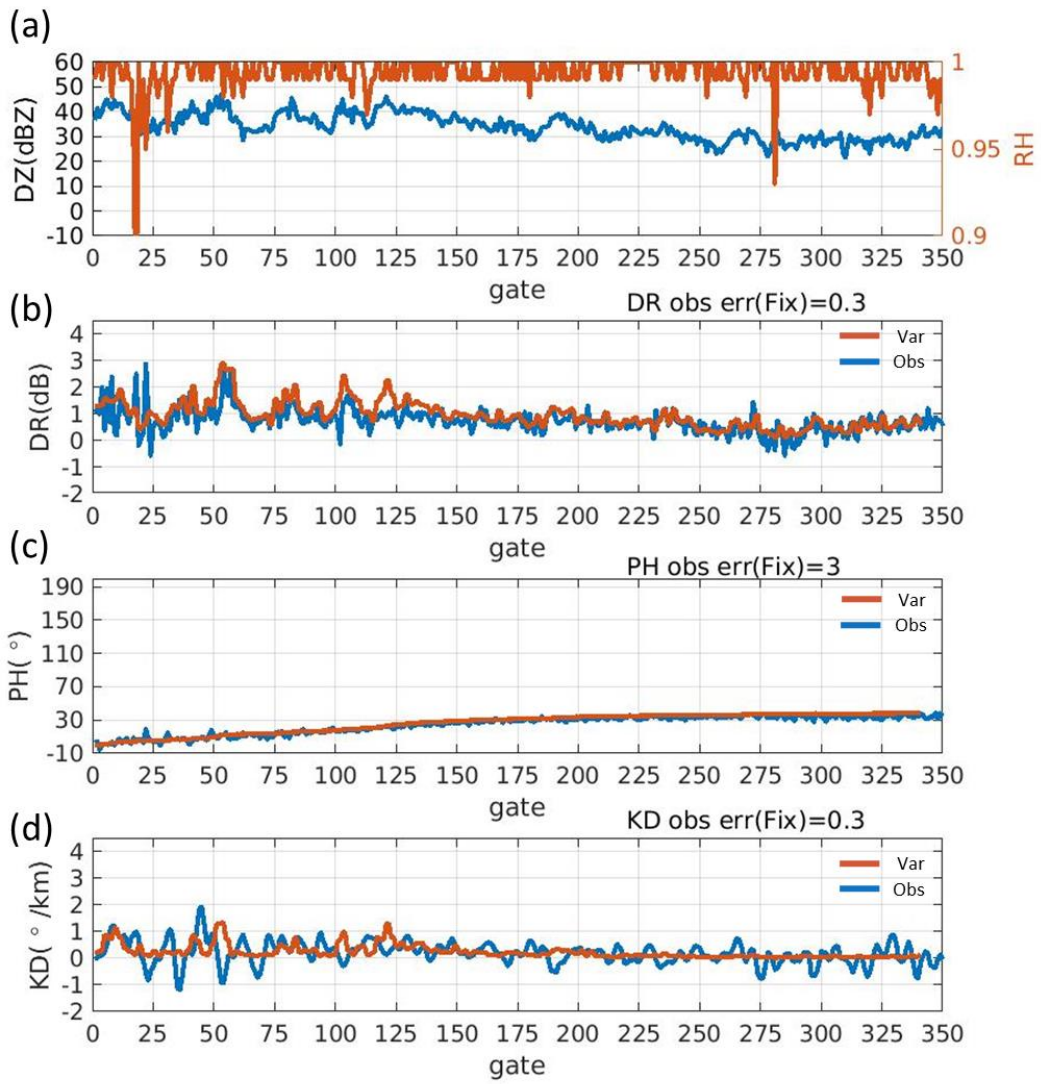 (a)
60
50
40
30
20
10
0
-10
DZ(dBZ)
1
0.95
0.9
RH
0 25 50 75 100 125 150 175 200 225 250 275 300 325 350
gate
(b)
DR obs err(Fix)=0.3
4
3
2
1
0
-1
-2
DR(dB)
Var
Obs
0 25 50 75 100 125 150 175 200 225 250 275 300 325 350
gate
(c)
PH obs err(Fix)=3
190
150
110
70
30
-10
PH( °)
Var
Obs
0 25 50 75 100 125 150 175 200 225 250 275 300 325 350
gate
(d)
KD obs err(Fix)=0.3
4
3
2
1
0
-1
-2
KD( ° /km)
Var
Obs
0 25 50 75 100 125 150 175 200 225 250 275 300 325 350
gate